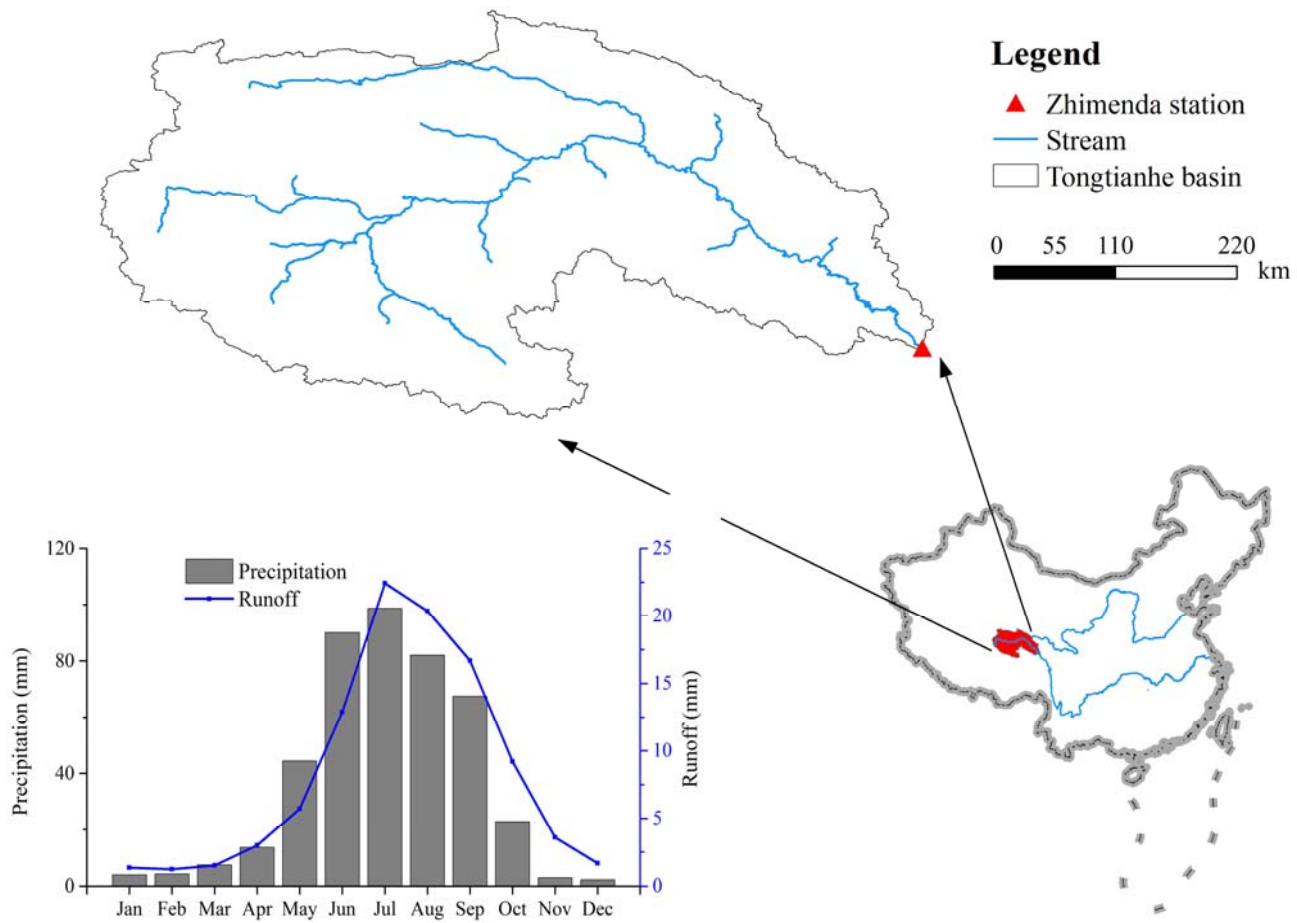 Legend
Zhimenda station
Stream
Tongtianhe basin
0 55 110 220
km
120
80
40
0
Precipitation (mm)
Precipitation
Runoff
25
20
15
10
5
0
Runoff (mm)
Jan Feb Mar Apr May Jun Jul Aug Sep Oct Nov Dec